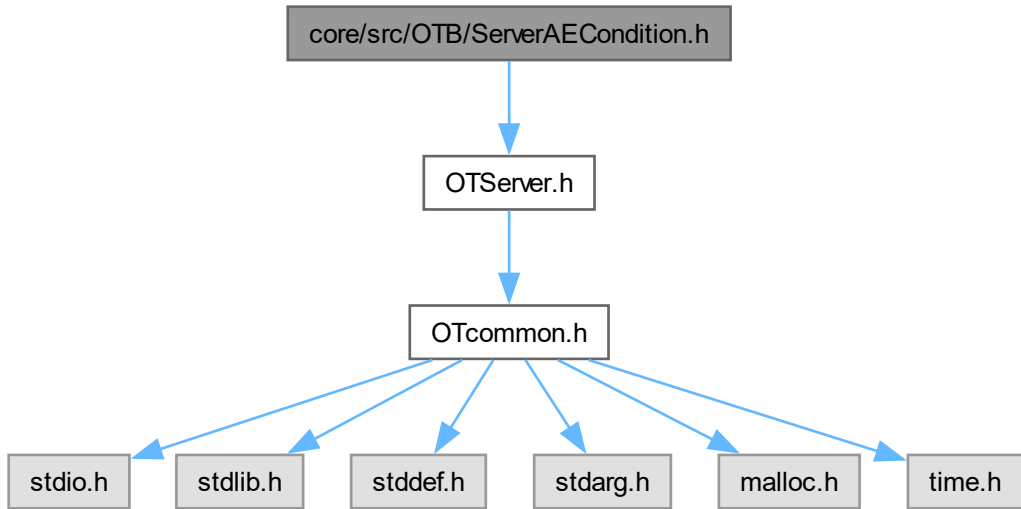 core/src/OTB/ServerAECondition.h
OTServer.h
OTcommon.h
stdio.h
stdlib.h
stddef.h
stdarg.h
malloc.h
time.h